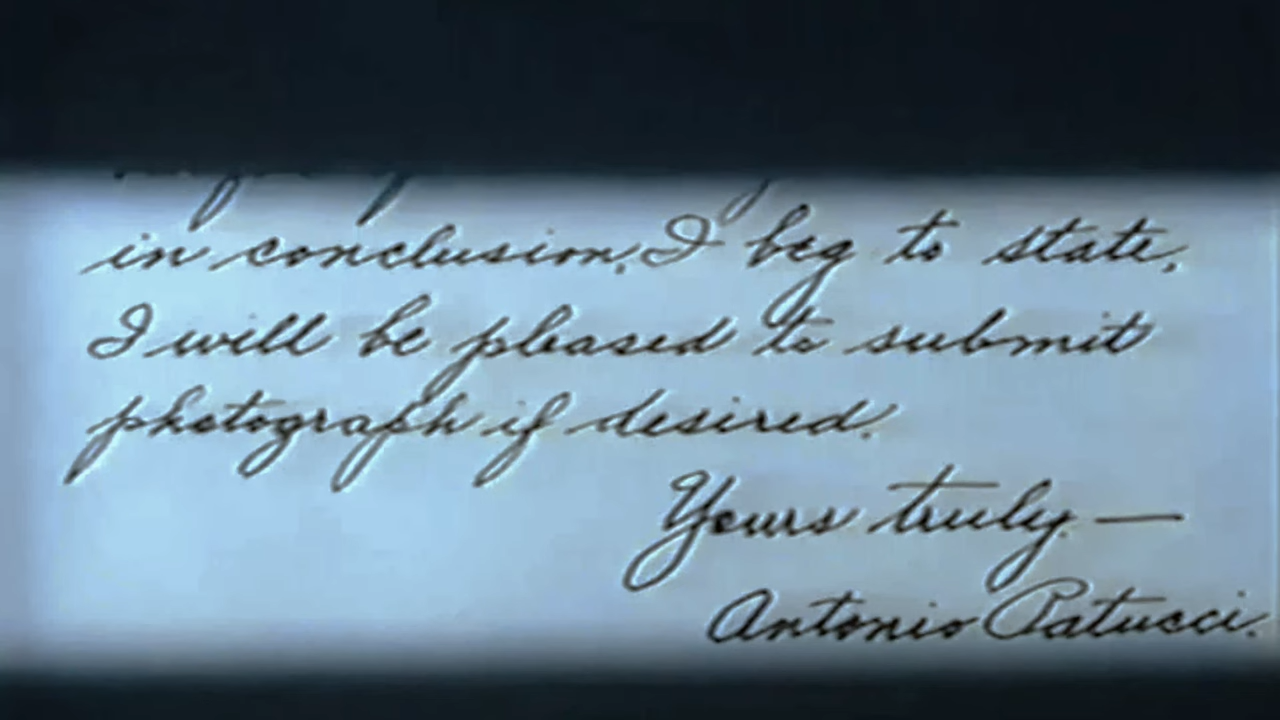 in conclusion, I beg to state,
I will be pleased to submit
photograph if desired.
Yours truly —
Antonio Patucci.